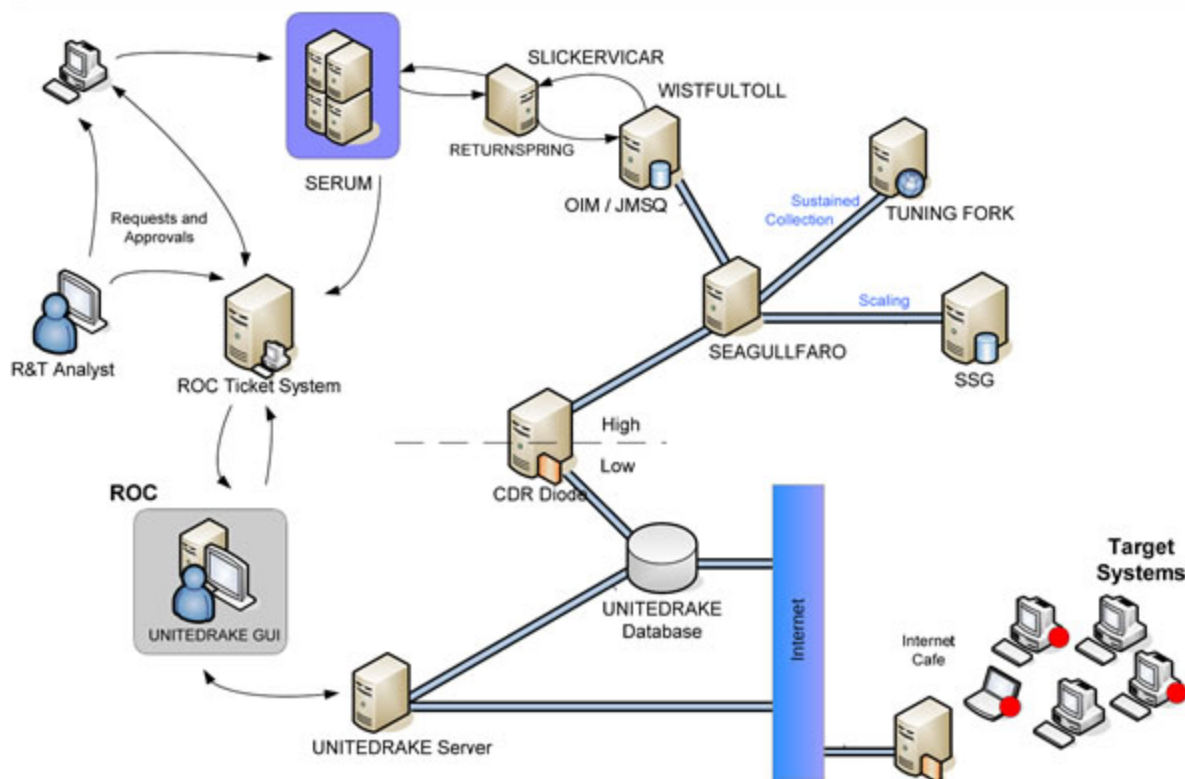 SLICKERVICAR
WISTFULTOLL
RETURNSPRING
SERUM
OIM / JMSQ
Sustained
Collection
TUNING FORK
Requests and
Approvals
Scaling
R&T Analyst
ROC Ticket System
SEAGULLFARO
SSG
High
Low
CDR Diode
ROC
UNITEDRAKE GUI
UNITEDRAKE
Database
Internet
Target
Systems
Internet
Cafe
UNITEDRAKE Server